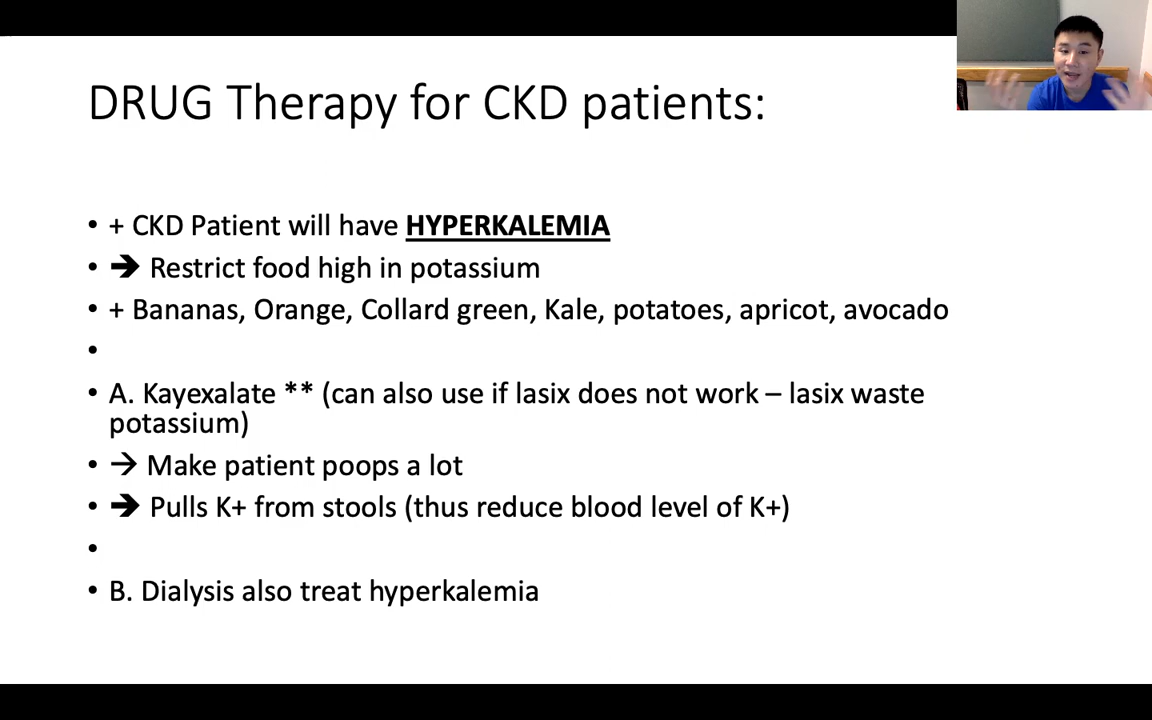 DRUG Therapy for CKD patients:
• + CKD Patient will have HYPERKALEMIA
• ➔ Restrict food high in potassium
• + Bananas, Orange, Collard green, Kale, potatoes, apricot, avocado
•
• A. Kayexalate ** (can also use if lasix does not work – lasix waste
potassium)
• → Make patient poops a lot
• ➔ Pulls K+ from stools (thus reduce blood level of K+)
•
• B. Dialysis also treat hyperkalemia